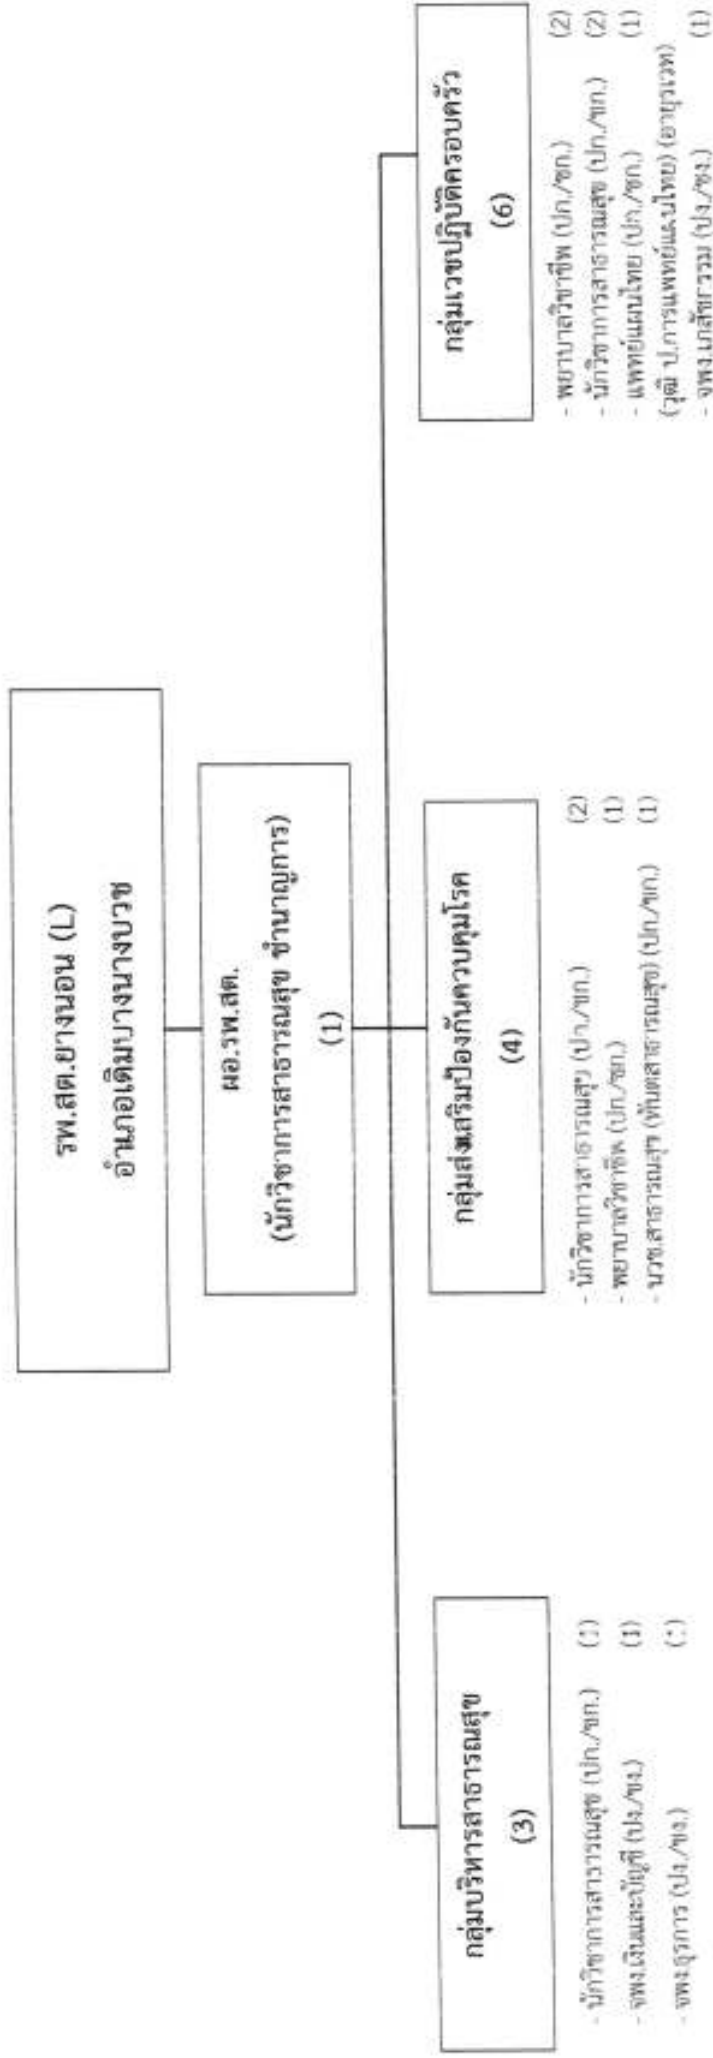 รพ.สต.ยางนอน (L)
อำเภอเดิมบางนางบวช
ผอ.รพ.สต.
(นักวิชาการสาธารณสุข ชำนาญการ)
(1)
กลุ่มบริหารสาธารณสุข
(3)
- นักวิชาการสาธารณสุข (ปก./ชก.)
- จพง.เงินและบัญชี (ปง./ชง.) (1)
- จพง.ธุรการ (ปง./ชง.)
กลุ่มส่งเสริมป้องกันควบคุมโรค
(4)
- นักวิชาการสาธารณสุข (ปก./ชก.) (2)
- พยาบาลวิชาชีพ (ปก./ชก.) (1)
- นวช.สาธารณสุข (ทันตสาธารณสุข) (ปก./ชก.) (1)
กลุ่มเวชปฏิบัติครอบครัว
(6)
- พยาบาลวิชาชีพ (ปก./ชก.) (2)
- นักวิชาการสาธารณสุข (ปก./ชก.) (2)
- แพทย์แผนไทย (ปก./ชก.) (1)
(วุฒิ ป.การแพทย์แผนไทย) (อายุรเวท)
- จพง.เภสัชกรรม (ปง./ชง.) (1)